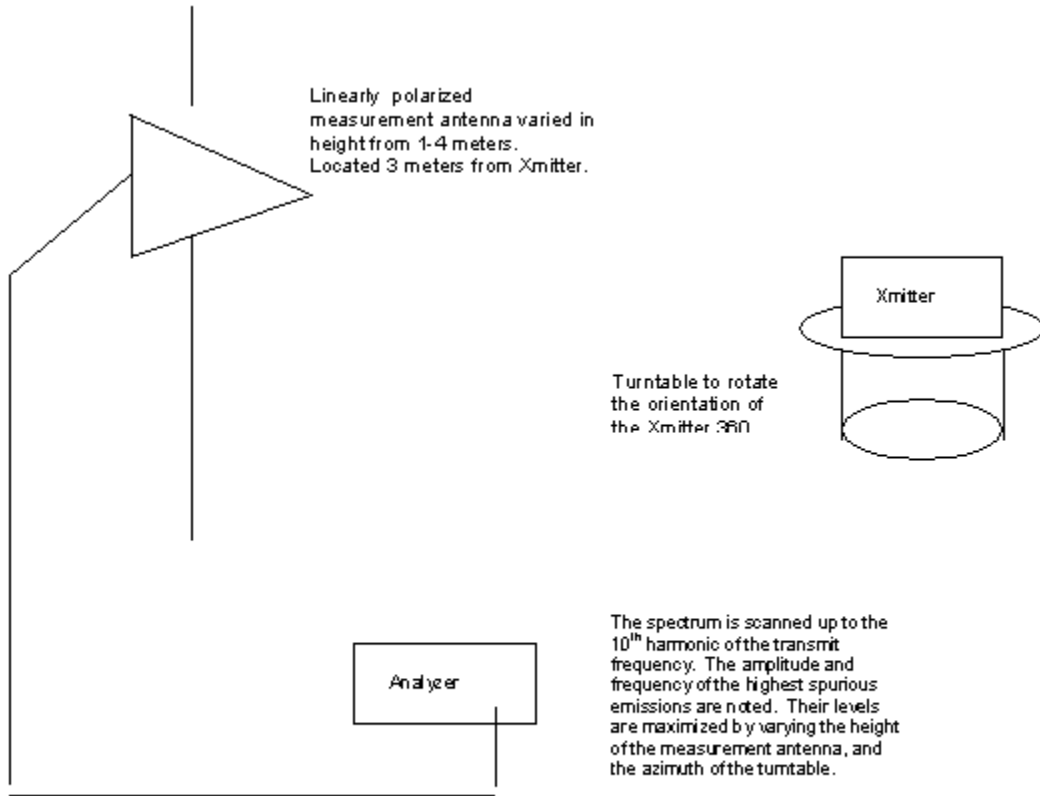 Linearly polarized
measurement antenna varied in
height from 1-4 meters.
Located 3 meters from Xmitter.
Xmitter
Turntable to rotate
the orientation of
the Xmitter 360
Analyzer
The spectrum is scanned up to the
10th harmonic of the transmit
frequency. The amplitude and
frequency of the highest spurious
emissions are noted. Their levels
are maximized by varying the height
of the measurement antenna, and
the azimuth of the turntable.